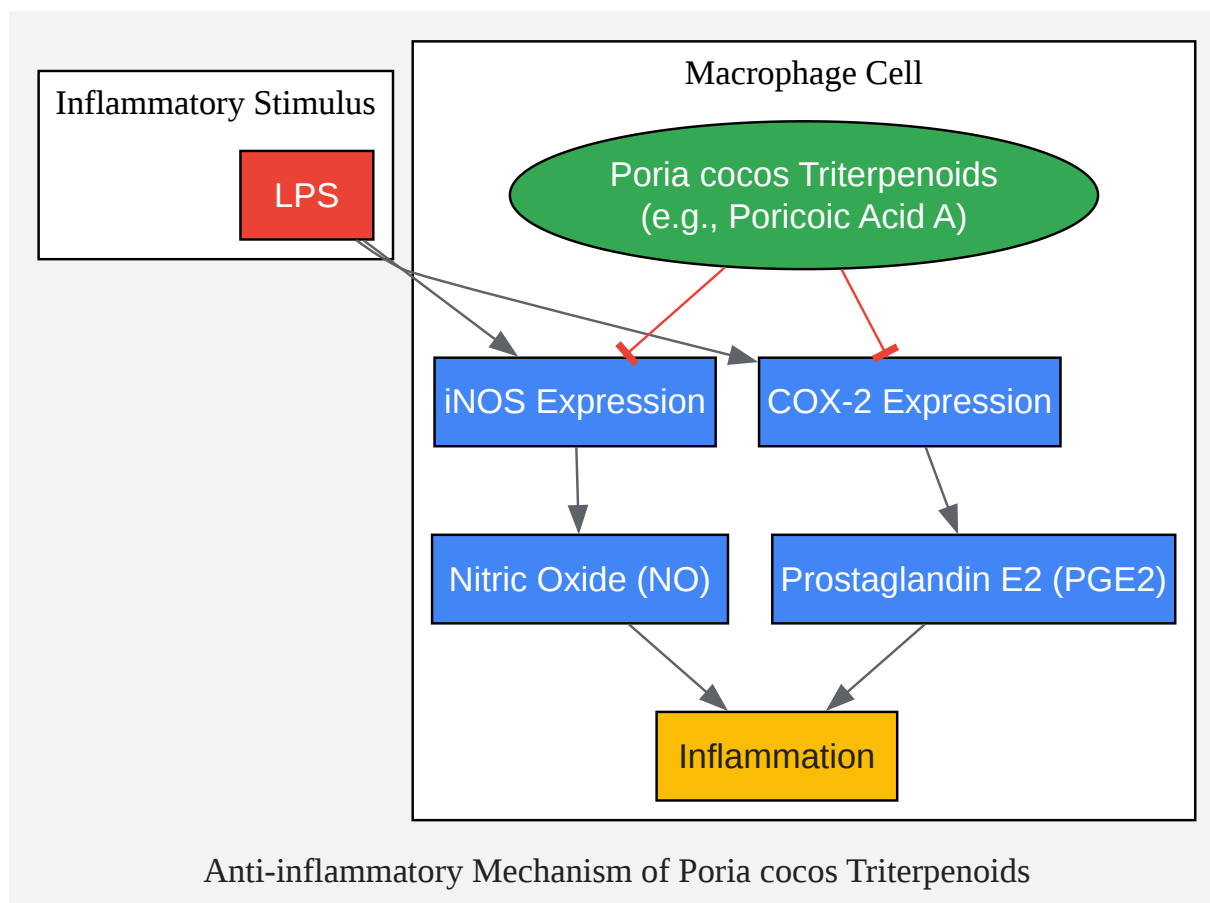 Inflammatory Stimulus
LPS
Macrophage Cell
Poria cocos Triterpenoids
(e.g., Poricoic Acid A)
iNOS Expression
COX-2 Expression
Nitric Oxide (NO)
Prostaglandin E2 (PGE2)
Inflammation
Anti-inflammatory Mechanism of Poria cocos Triterpenoids